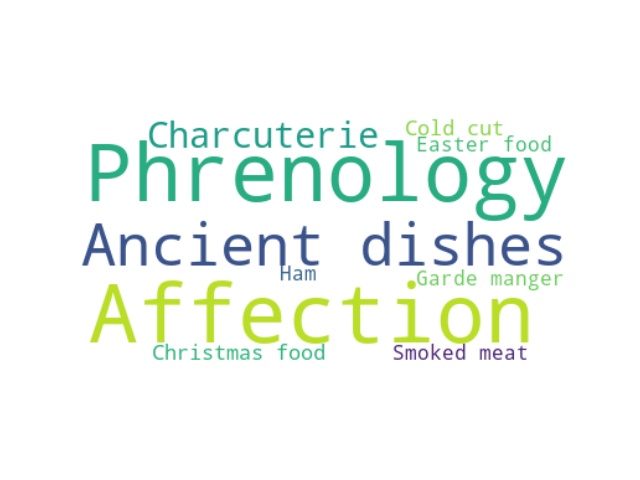 Charcuterie
Cold cut
Easter food
Phrenology
Ancient dishes
Ham
Garde manger
Affection
Christmas food
Smoked meat